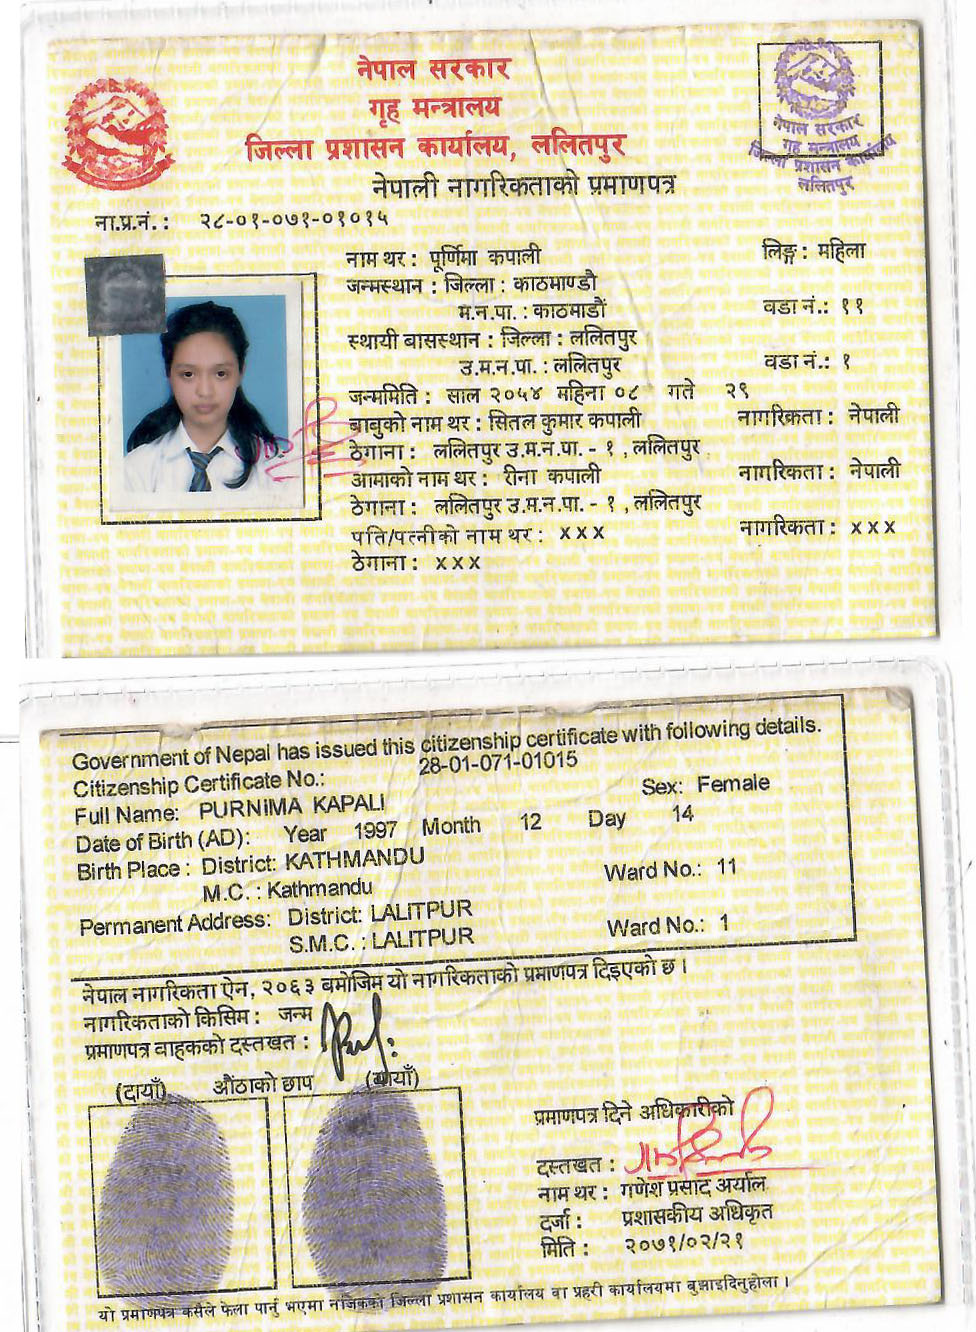 नेपाल सरकार
गृह मन्त्रालय
जिल्ला प्रशासन कार्यालय, ललितपुर
नेपाली नागरिकताको प्रमाणपत्र
नेपाल सरकार
गृह मन्त्रालय
जिल्ला प्रशासन कार्यालय
ललितपुर
ना.प्र.नं. : २८-०१-०७१-०१०१५
नाम थर : पूर्णिमा कपाली लिङ्ग : महिला
जन्मस्थान : जिल्ला : काठमाण्डौ
म.न.पा. : काठमाडौं वडा नं.: ११
स्थायी बासस्थान : जिल्ला : ललितपुर
उ.म.न.पा. : ललितपुर वडा नं.: १
जन्ममिति : साल २०५४ महिना ०८ गते २९
बाबुको नाम थर : सितल कुमार कपाली नागरिकता : नेपाली
ठेगाना : ललितपुर उ.म.न.पा. - १ , ललितपुर
आमाको नाम थर : रीना कपाली नागरिकता : नेपाली
ठेगाना : ललितपुर उ.म.न.पा. - १ , ललितपुर
पति/पत्नीको नाम थर : xxx नागरिकता : xxx
ठेगाना : xxx
Government of Nepal has issued this citizenship certificate with following details.
Citizenship Certificate No.: 28-01-071-01015
Full Name: PURNIMA KAPALI Sex: Female
Date of Birth (AD): Year 1997 Month 12 Day 14
Birth Place : District: KATHMANDU
M.C. : Kathmandu Ward No.: 11
Permanent Address: District: LALITPUR
S.M.C. : LALITPUR Ward No.: 1
नेपाल नागरिकता ऐन, २०६३ बमोजिम यो नागरिकताको प्रमाणपत्र दिइएको छ ।
नागरिकताको किसिम : जन्म
प्रमाणपत्र वाहकको दस्तखत :
(दायाँ) औंठाको छाप (बायाँ)
प्रमाणपत्र दिने अधिकारीको
दस्तखत :
नाम थर : गणेश प्रसाद अर्याल
दर्जा : प्रशासकीय अधिकृत
मिति : २०७१/०२/२१
यो प्रमाणपत्र कसैले फेला पार्नु भएमा नजिकको जिल्ला प्रशासन कार्यालय वा प्रहरी कार्यालयमा बुझाइदिनुहोला ।